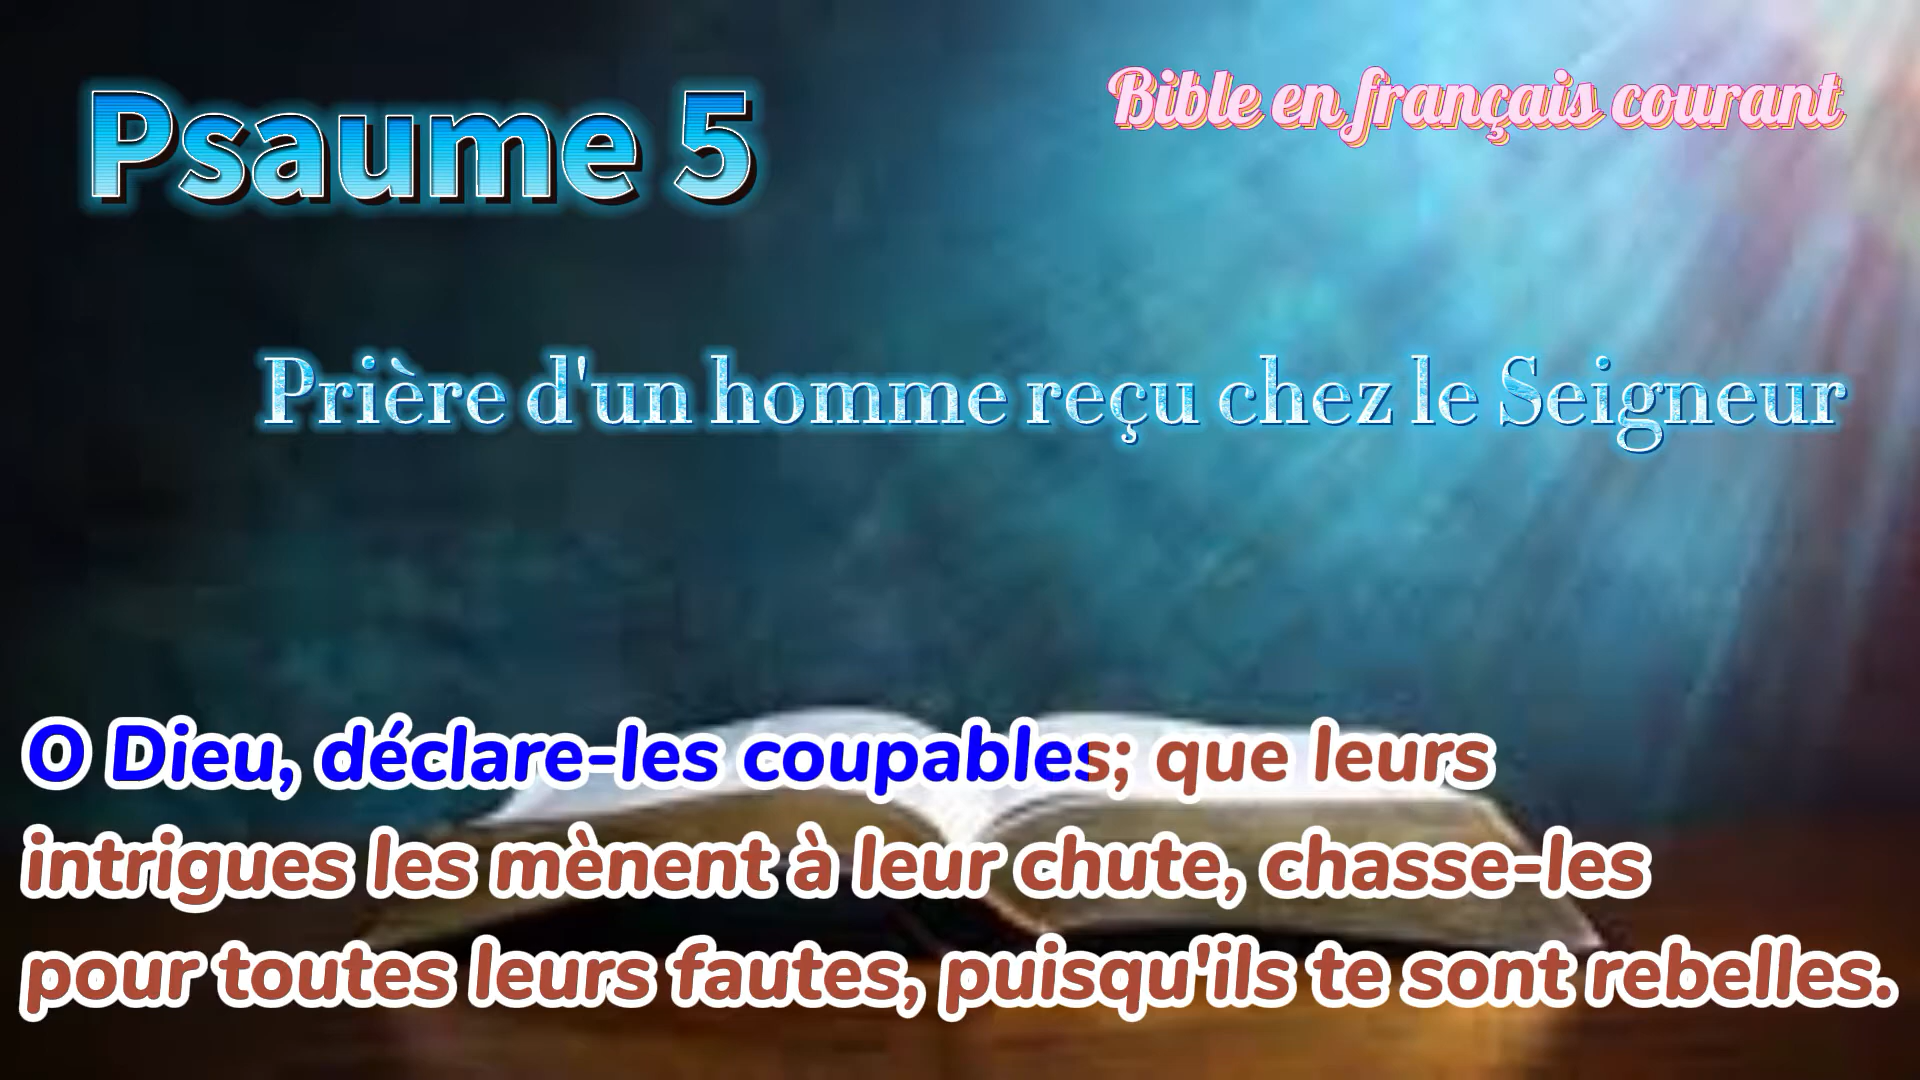 Psaume 5
Bible en français courant
Prière d'un homme reçu chez le Seigneur
O Dieu, déclare-les coupables; que leurs
intrigues les mènent à leur chute, chasse-les
pour toutes leurs fautes, puisqu'ils te sont rebelles.